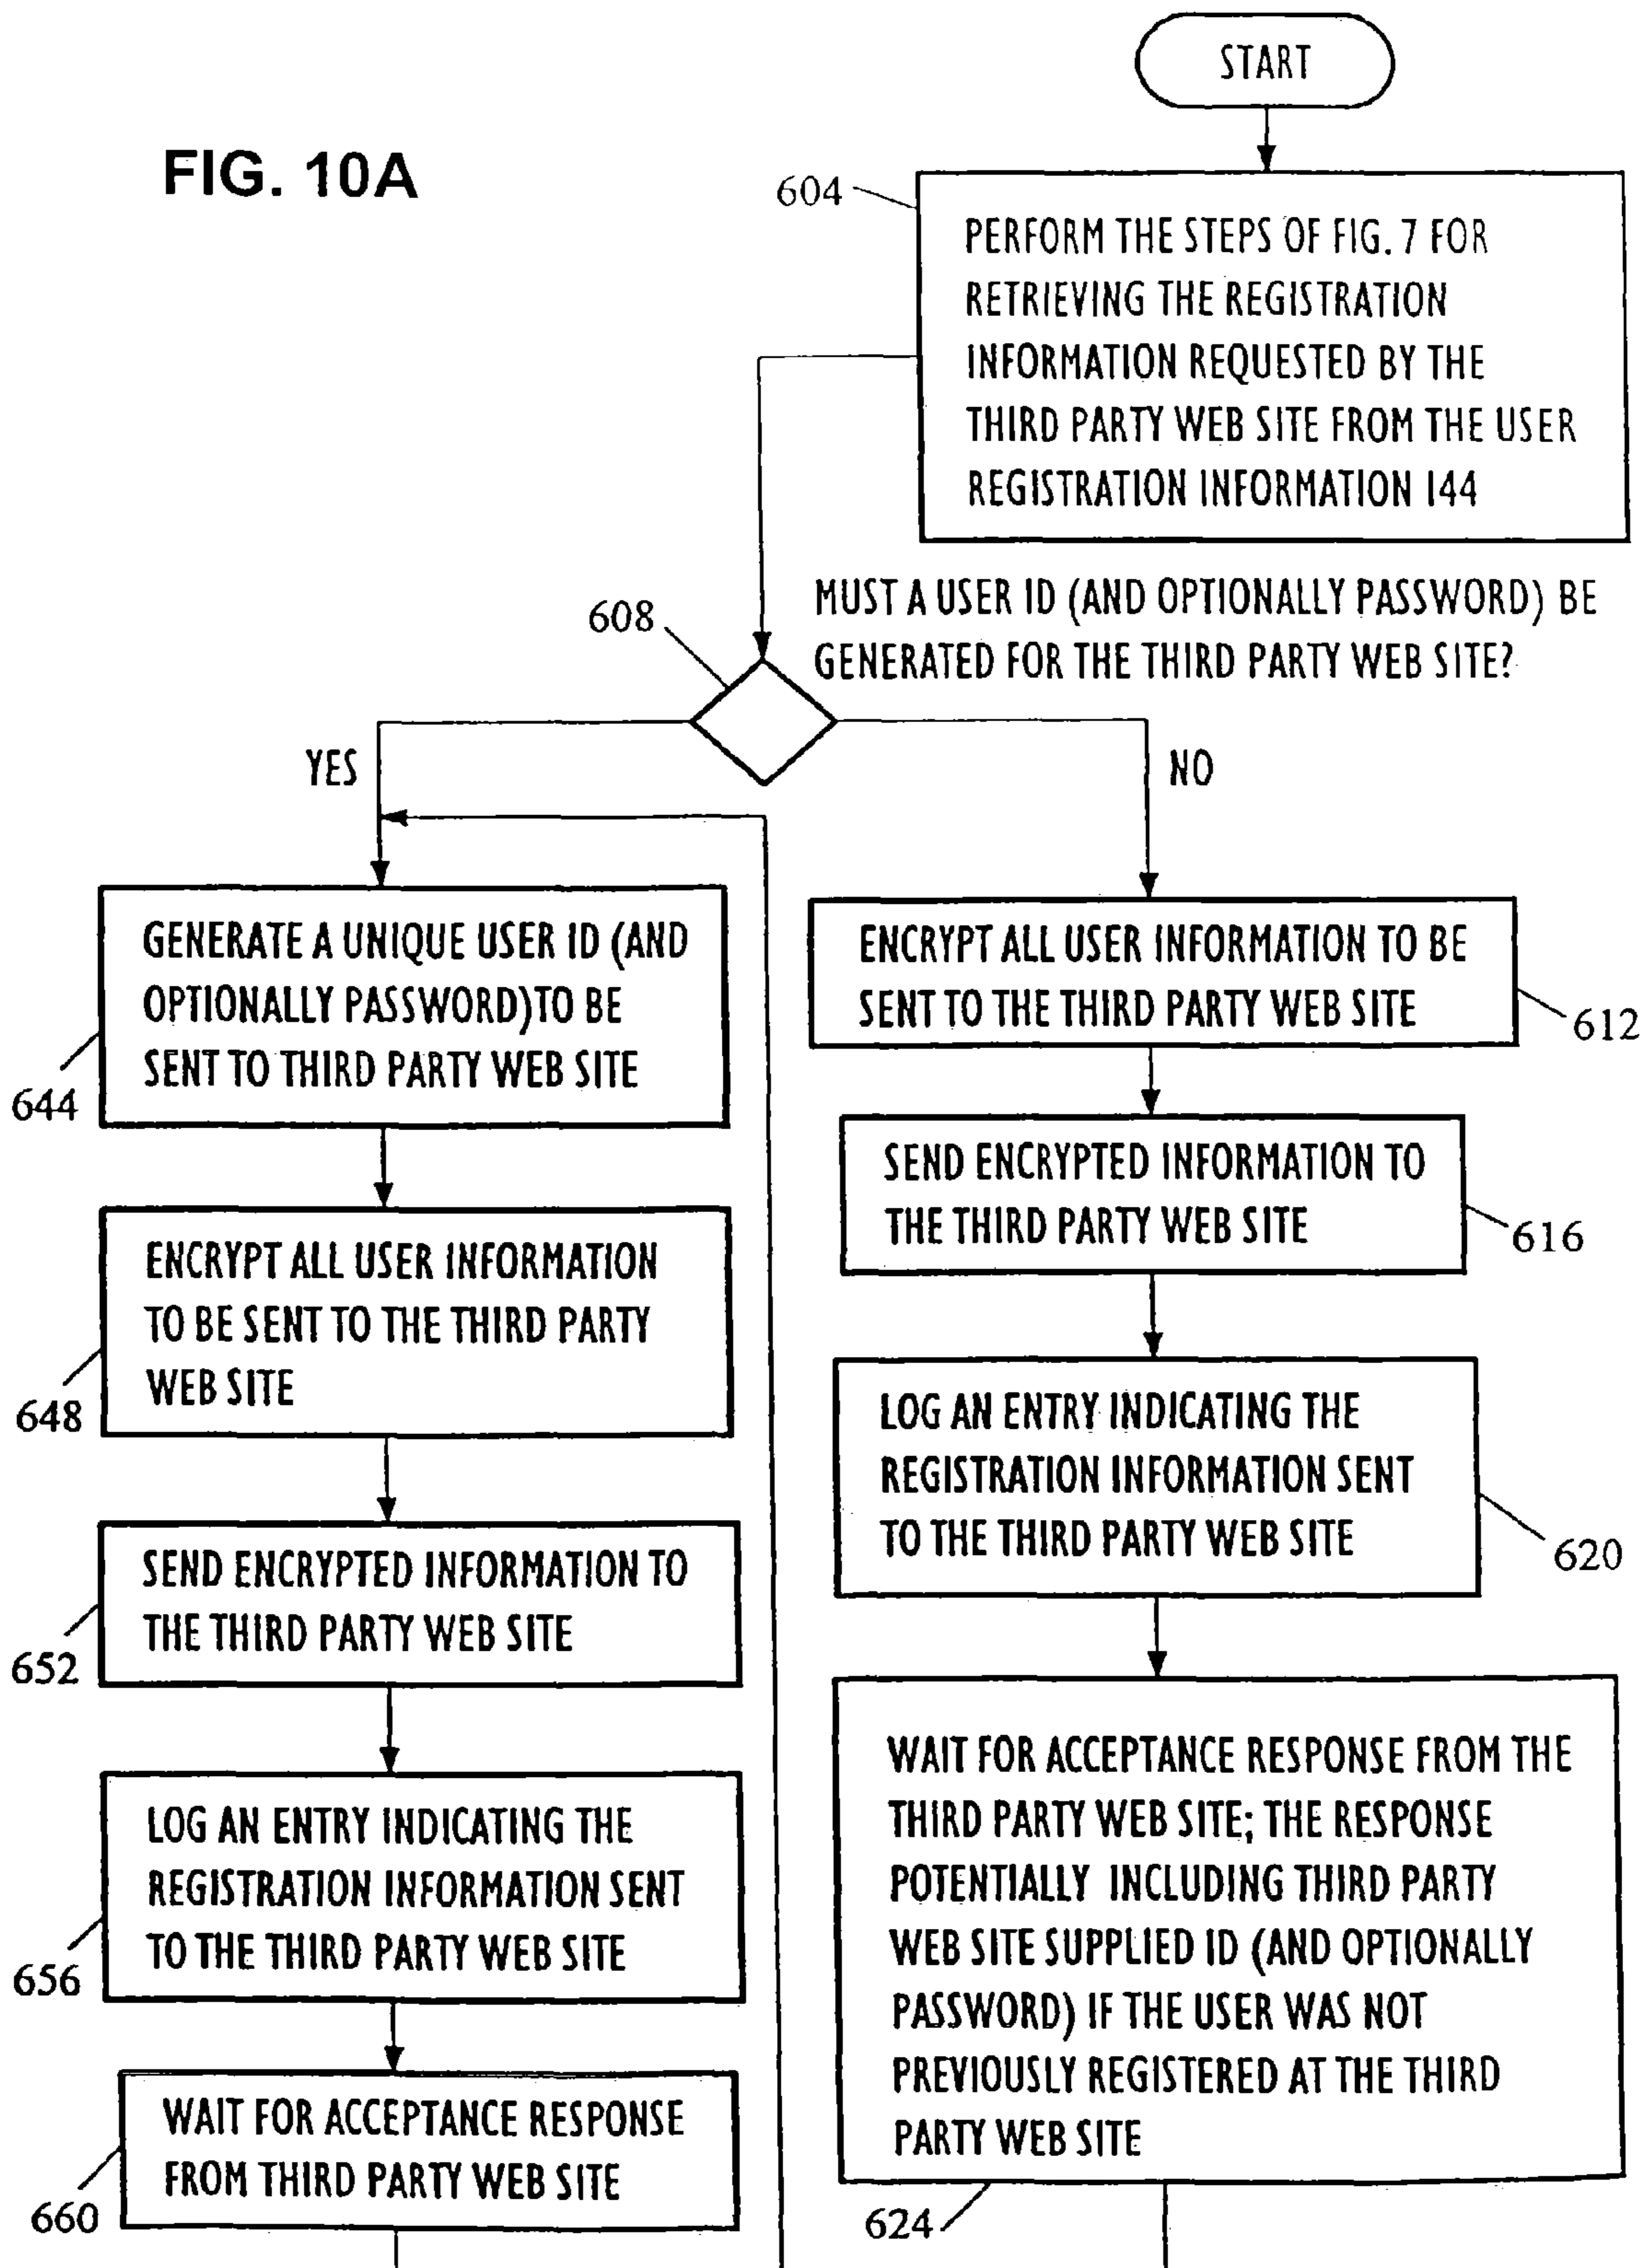 START
FIG. 10A
604
PERFORM THE STEPS OF FIG. 7 FOR
RETRIEVING THE REGISTRATION
INFORMATION REQUESTED BY THE
THIRD PARTY WEB SITE FROM THE USER
REGISTRATION INFORMATION 144
608
MUST A USER ID (AND OPTIONALLY PASSWORD) BE
GENERATED FOR THE THIRD PARTY WEB SITE?
YES
NO
GENERATE A UNIQUE USER ID (AND
OPTIONALLY PASSWORD)TO BE
SENT TO THIRD PARTY WEB SITE
644
ENCRYPT ALL USER INFORMATION
TO BE SENT TO THE THIRD PARTY
WEB SITE
648
SEND ENCRYPTED INFORMATION TO
THE THIRD PARTY WEB SITE
652
LOG AN ENTRY INDICATING THE
REGISTRATION INFORMATION SENT
TO THE THIRD PARTY WEB SITE
656
WAIT FOR ACCEPTANCE RESPONSE
FROM THIRD PARTY WEB SITE
660
ENCRYPT ALL USER INFORMATION TO BE
SENT TO THE THIRD PARTY WEB SITE
612
SEND ENCRYPTED INFORMATION TO
THE THIRD PARTY WEB SITE
616
LOG AN ENTRY INDICATING THE
REGISTRATION INFORMATION SENT
TO THE THIRD PARTY WEB SITE
620
WAIT FOR ACCEPTANCE RESPONSE FROM THE
THIRD PARTY WEB SITE; THE RESPONSE
POTENTIALLY INCLUDING THIRD PARTY
WEB SITE SUPPLIED ID (AND OPTIONALLY
PASSWORD) IF THE USER WAS NOT
PREVIOUSLY REGISTERED AT THE THIRD
PARTY WEB SITE
624